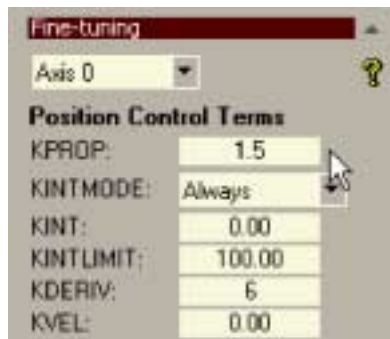 Fine-tuning
Axis 0
?
Position Control Terms
KPROP: 1.5
KINTMODE: Always
KINT: 0.00
KINTLIMIT: 100.00
KDERIV: 6
KVEL: 0.00